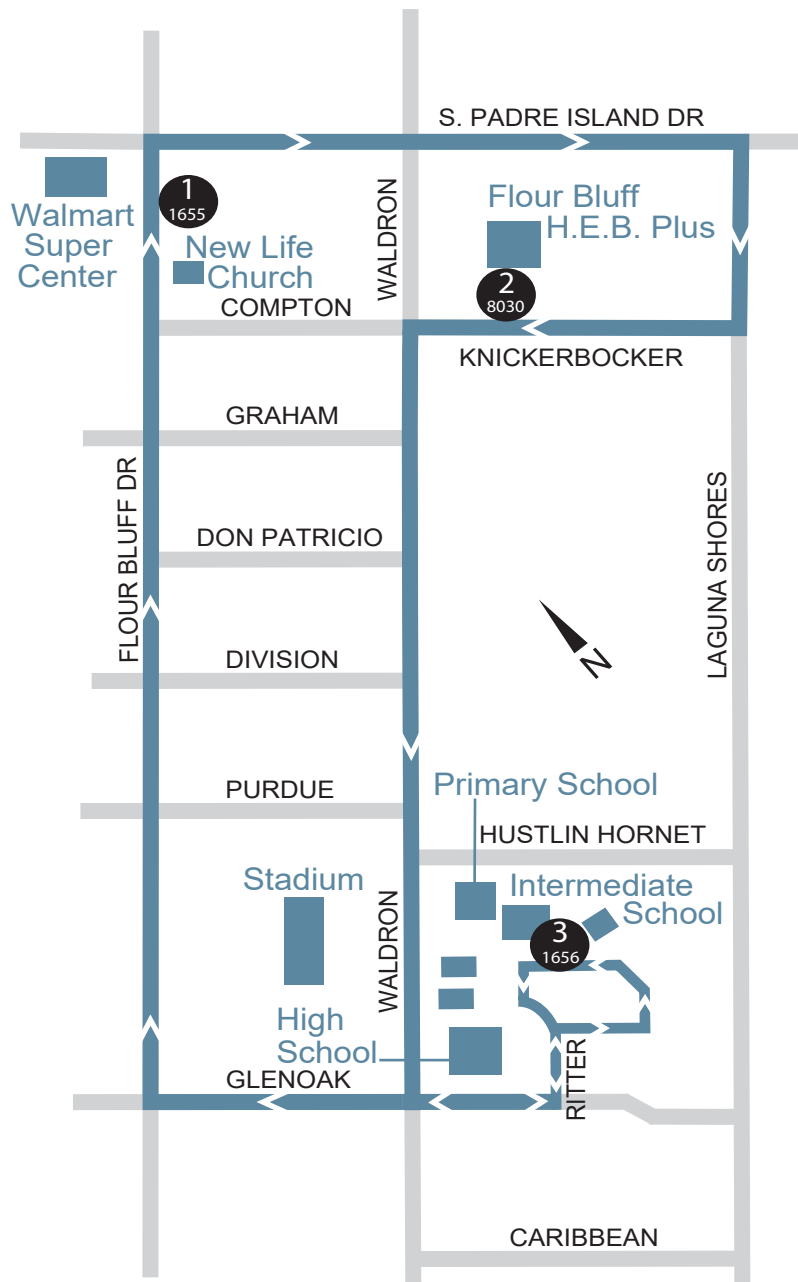 S. PADRE ISLAND DR
1
1655
Walmart
Super
Center
New Life
Church
WALDRON
Flour Bluff
H.E.B. Plus
2
8030
COMPTON
KNICKERBOCKER
GRAHAM
FLOUR BLUFF DR
DON PATRICIO
LAGUNA SHORES
DIVISION
N
PURDUE
Primary School
HUSTLIN HORNET
Stadium
Intermediate
School
WALDRON
3
1656
High
School
GLENOAK
RITTER
CARIBBEAN